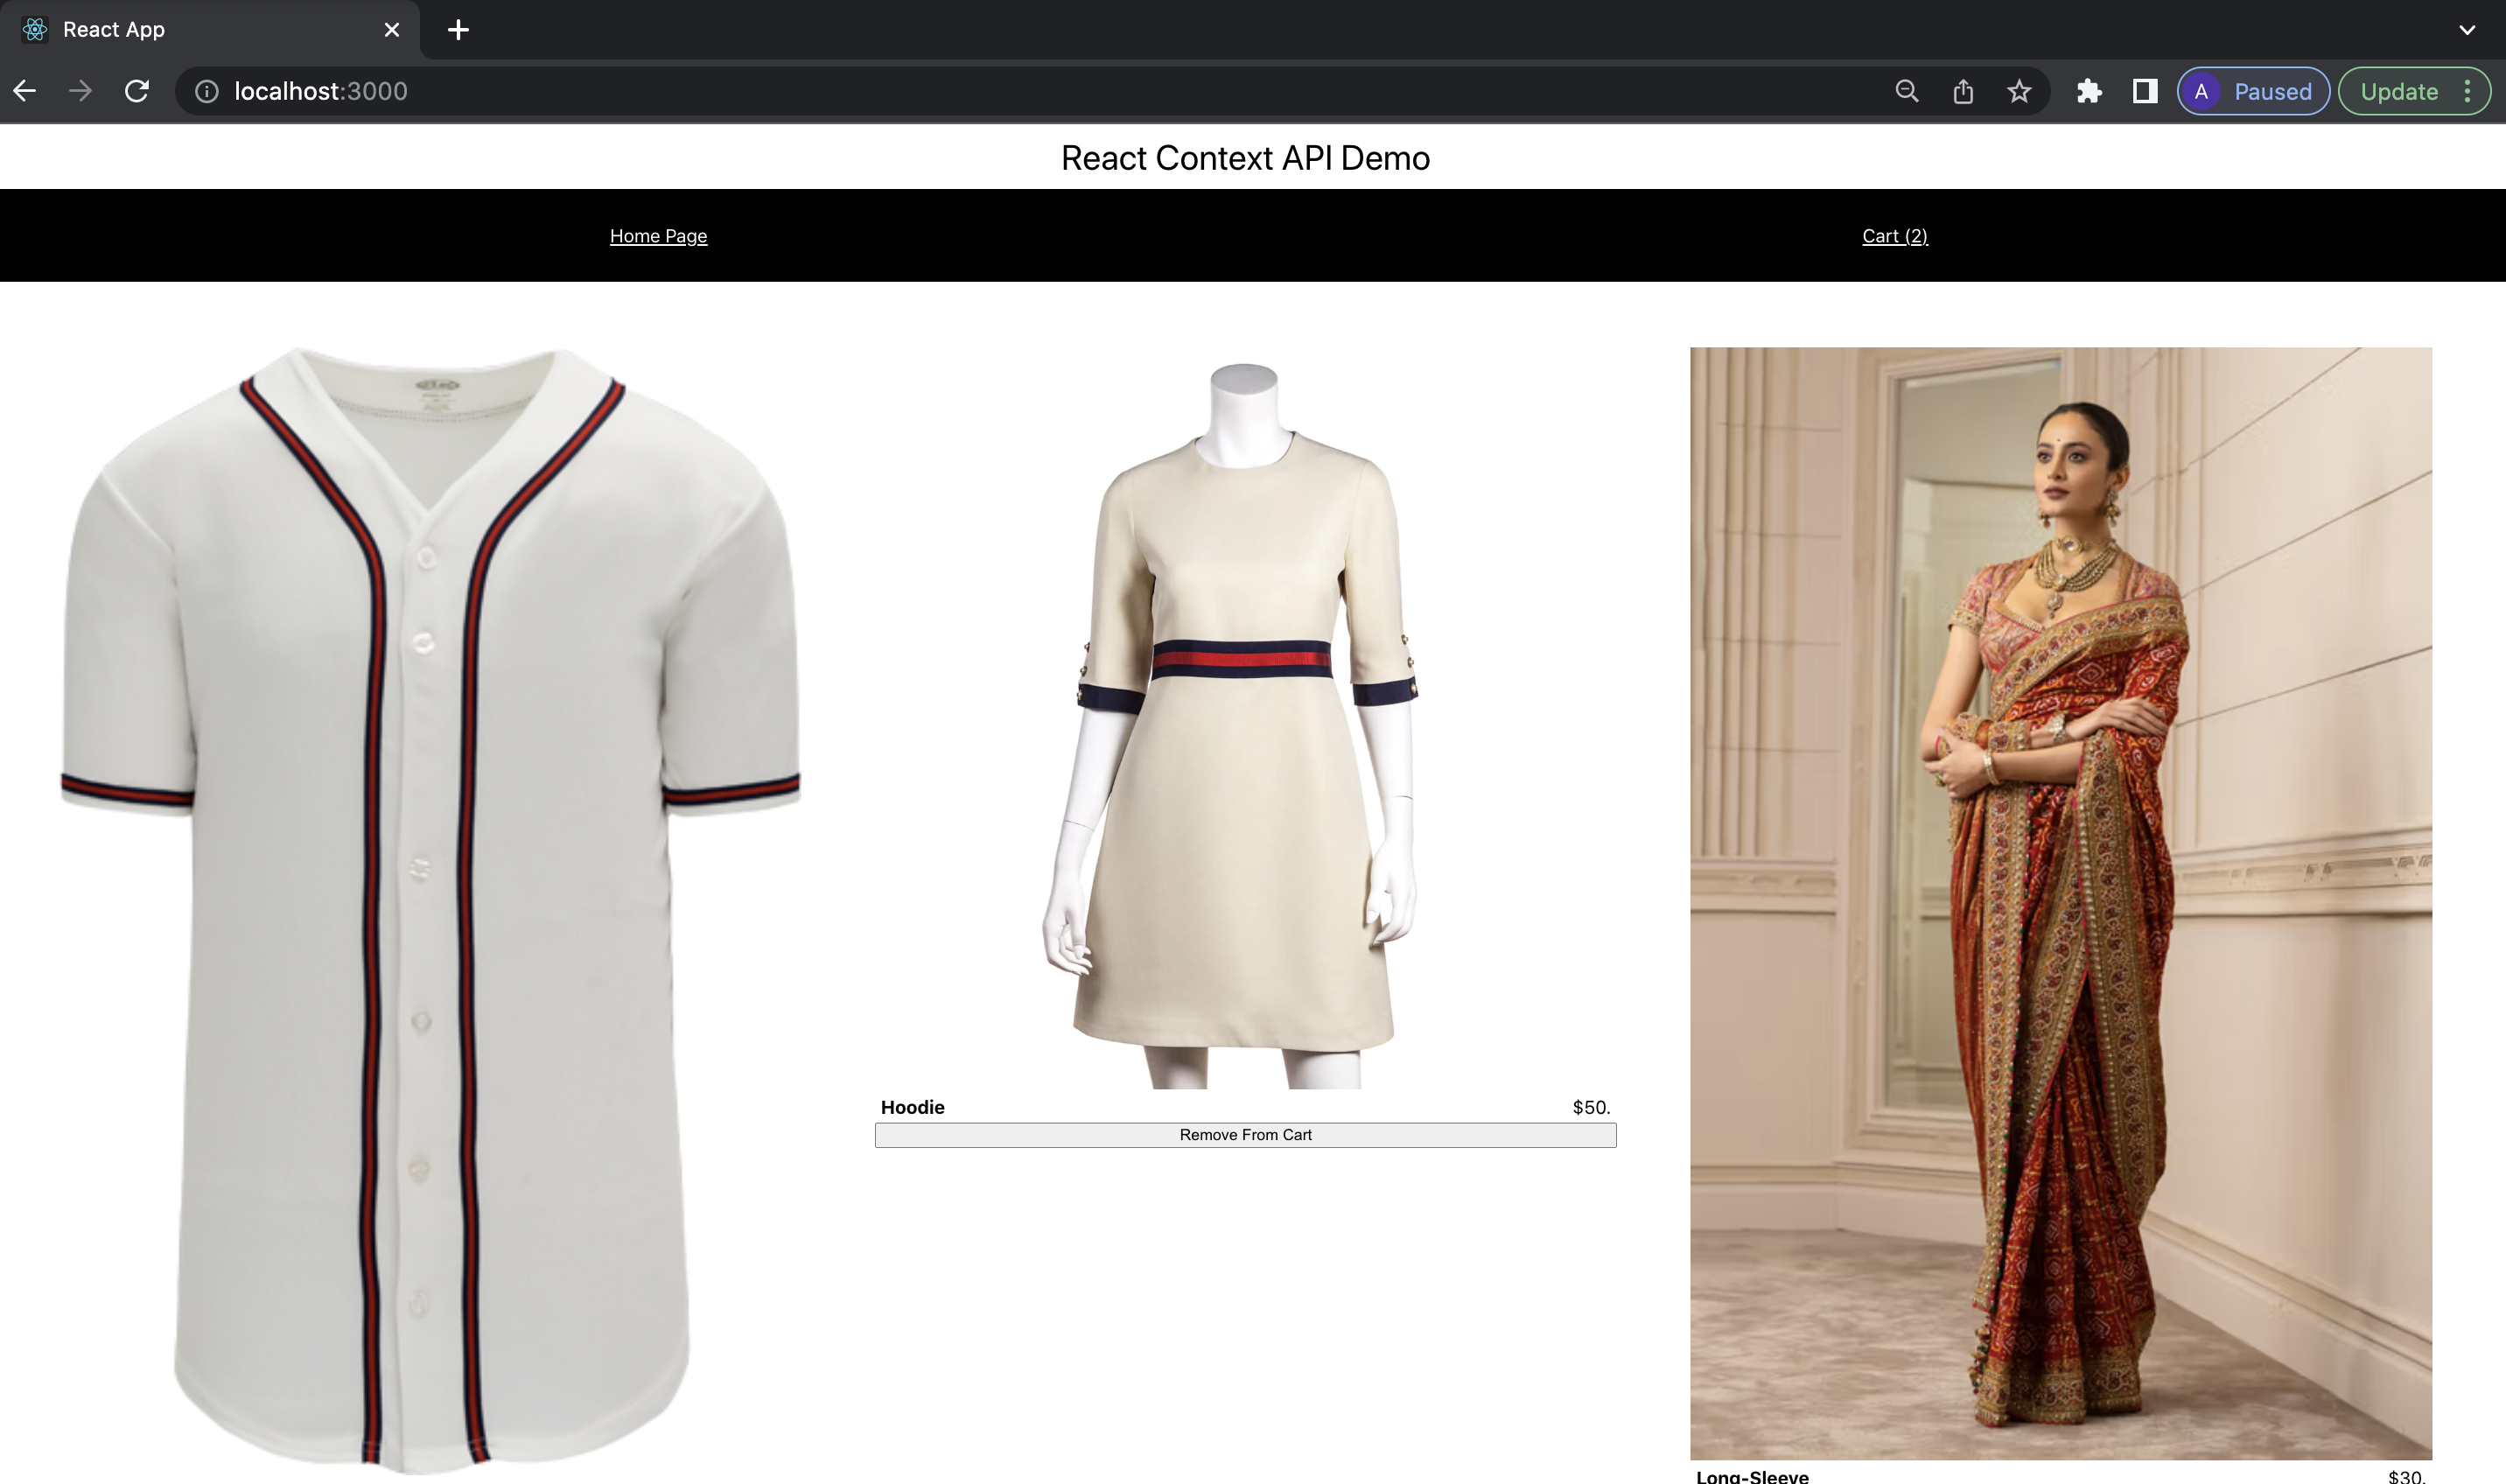 React App
localhost:3000
A Paused
Update
React Context API Demo
Home Page
Cart (2)
Hoodie
$50.
Remove From Cart
Long-Sleeve
$30.